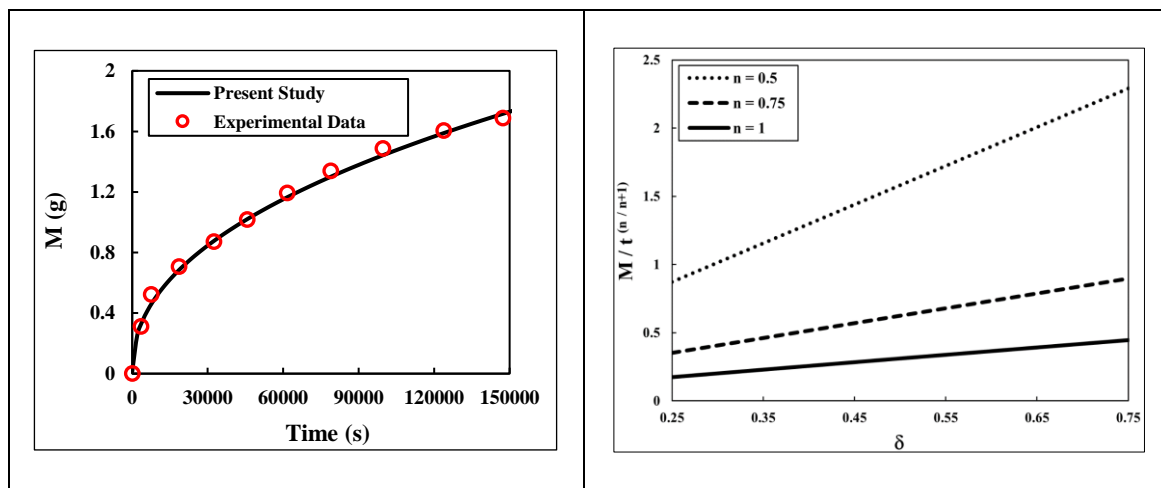 2
1.6
1.2
0.8
0.4
0
M (g)
Present Study
Experimental Data
0 30000 60000 90000 120000 150000
Time (s)
2.5
2
1.5
1
0.5
0
M / t (n / n+1)
n = 0.5
n = 0.75
n = 1
0.25 0.35 0.45 0.55 0.65 0.75
δ